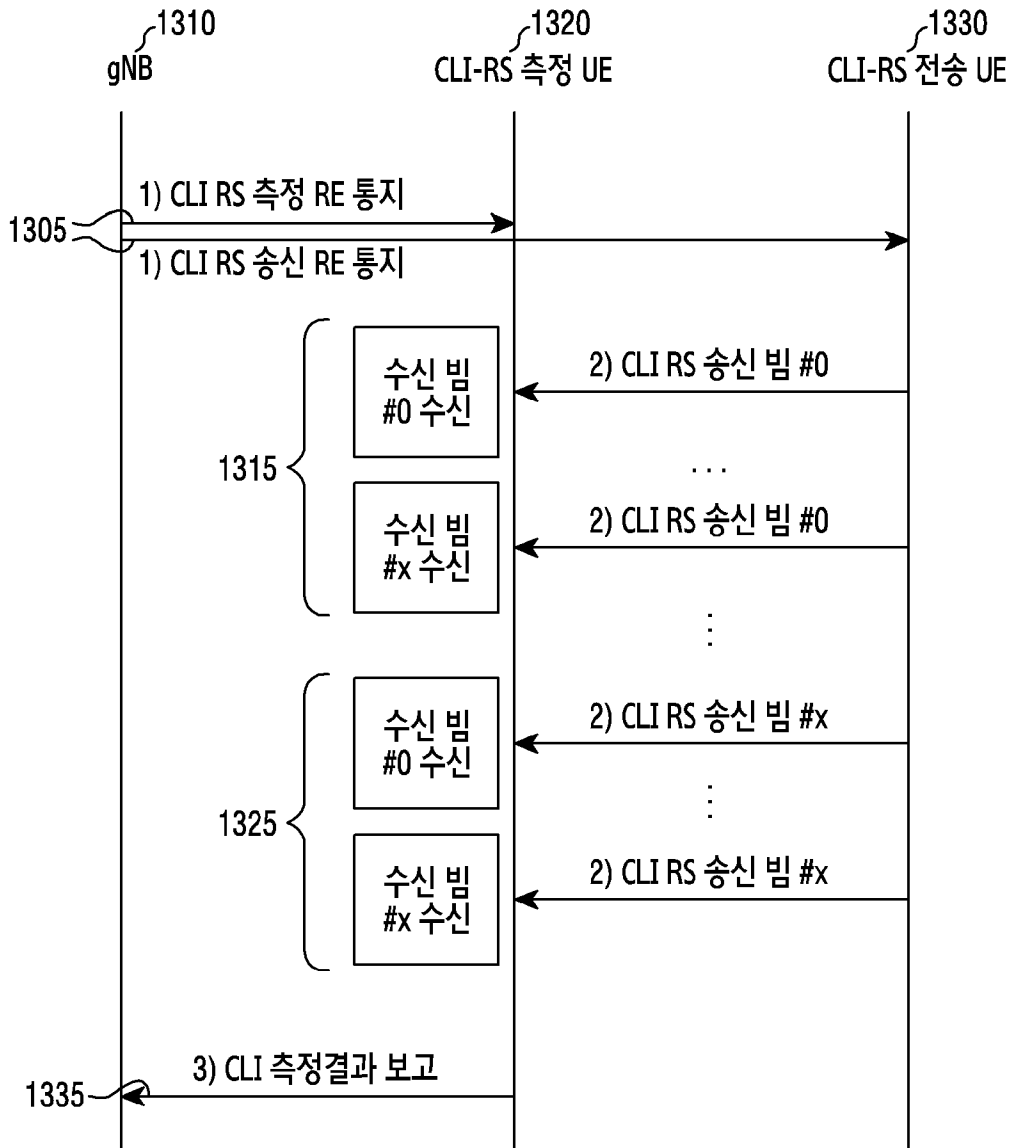 1310
gNB
1320
CLI-RS 측정 UE
1330
CLI-RS 전송 UE
1305
1) CLI RS 측정 RE 통지
1) CLI RS 송신 RE 통지
1315
수신 빔
#0 수신
2) CLI RS 송신 빔 #0
...
수신 빔
#x 수신
2) CLI RS 송신 빔 #0
...
1325
수신 빔
#0 수신
2) CLI RS 송신 빔 #x
...
수신 빔
#x 수신
2) CLI RS 송신 빔 #x
1335
3) CLI 측정결과 보고